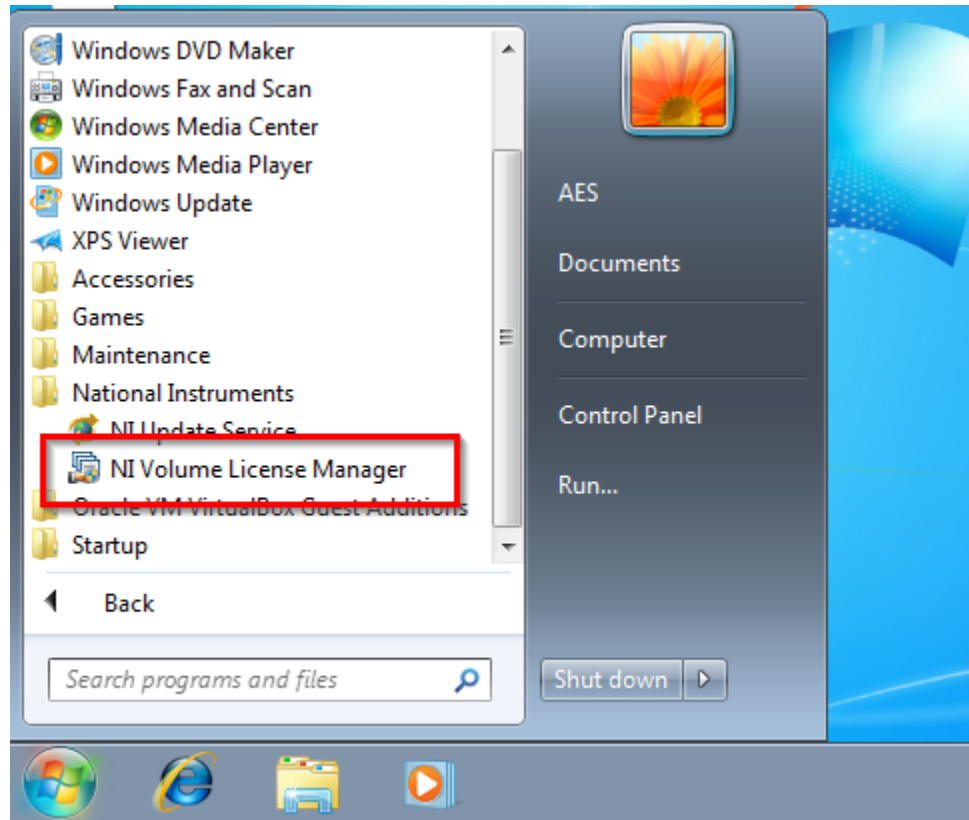 Windows DVD Maker
Windows Fax and Scan
Windows Media Center
Windows Media Player
Windows Update
XPS Viewer
Accessories
Games
Maintenance
National Instruments
NI Update Service
NI Volume License Manager
Oracle VM VirtualBox Guest Additions
Startup
Back
Search programs and files
AES
Documents
Computer
Control Panel
Run...
Shut down